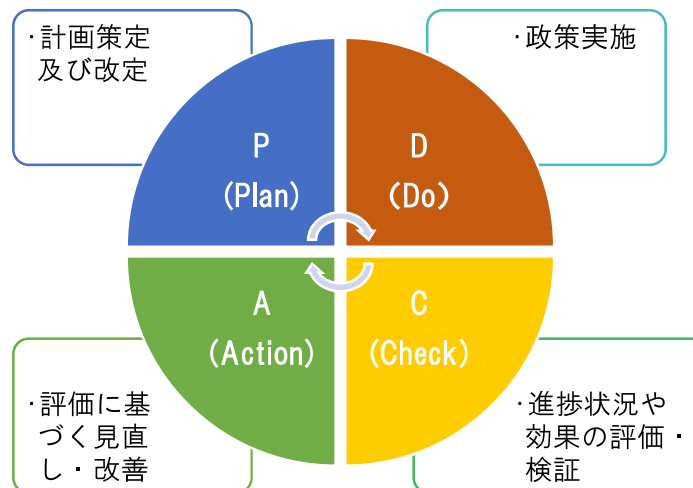 ・計画策定
及び改定
・政策実施
P
(Plan)
D
(Do)
A
(Action)
C
(Check)
・評価に基
づく見直
し・改善
・進捗状況や
効果の評価・
検証